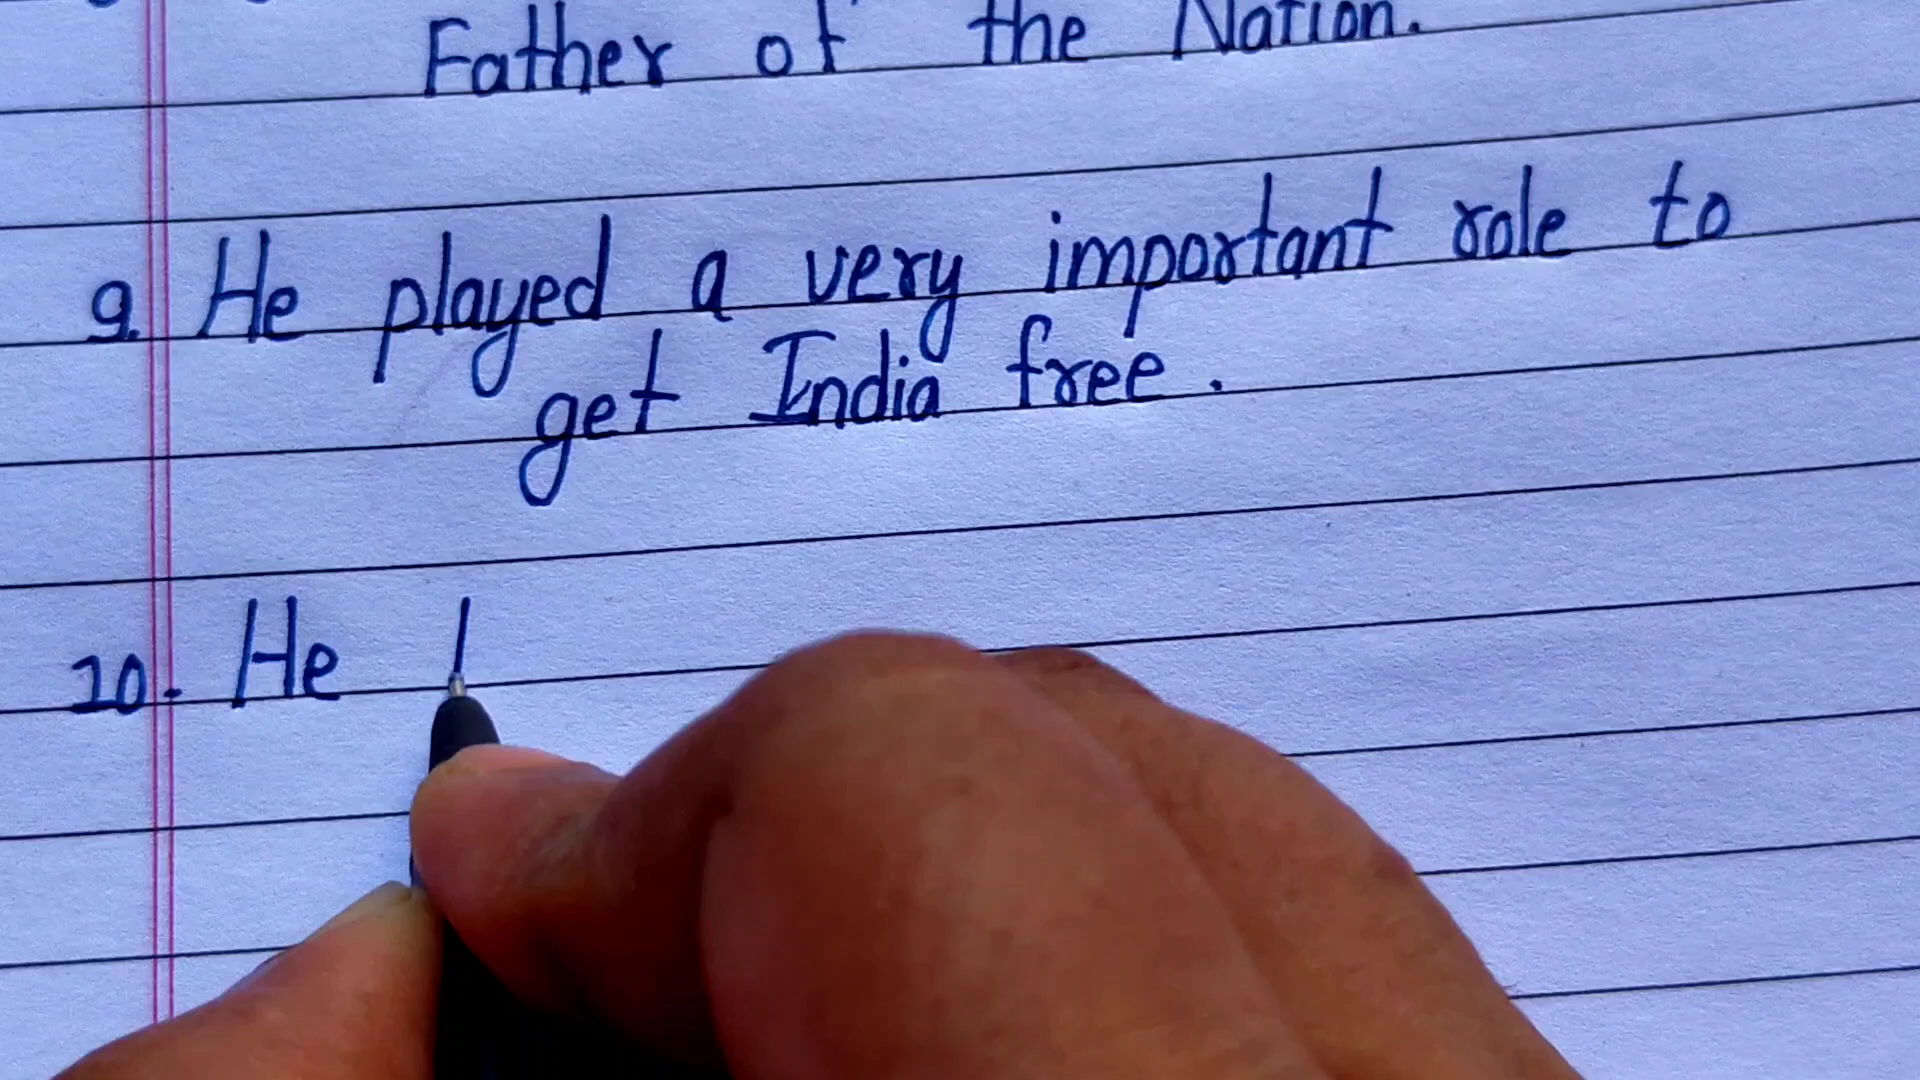 Father of the Nation.
9. He played a very important role to
get India free.
10. He